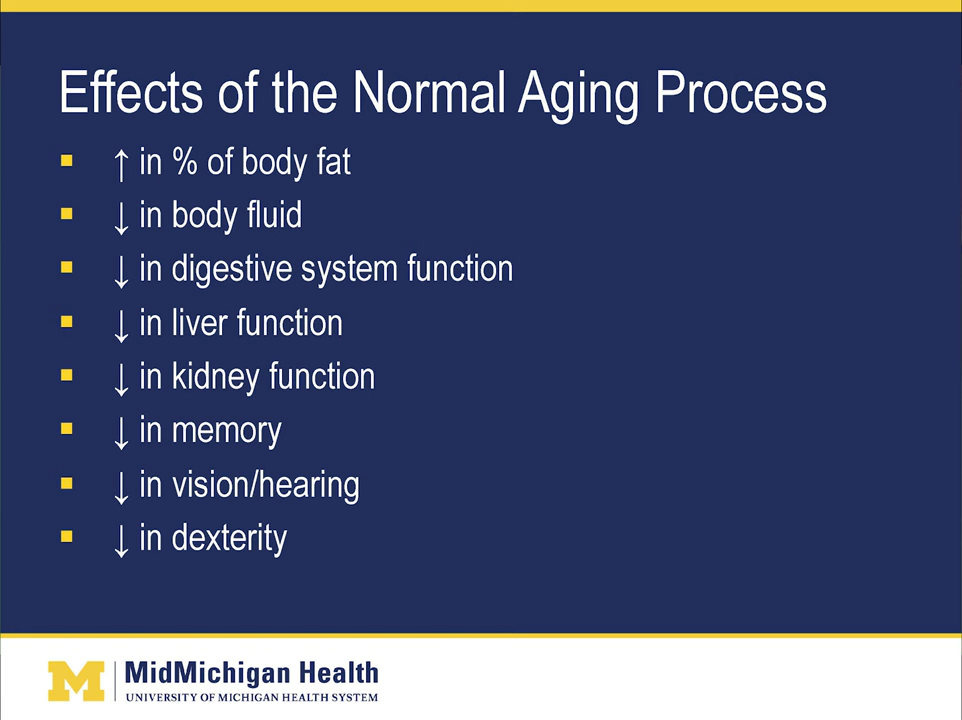 Effects of the Normal Aging Process
▪ ↑ in % of body fat
▪ ↓ in body fluid
▪ ↓ in digestive system function
▪ ↓ in liver function
▪ ↓ in kidney function
▪ ↓ in memory
▪ ↓ in vision/hearing
▪ ↓ in dexterity
M
MidMichigan Health
UNIVERSITY OF MICHIGAN HEALTH SYSTEM